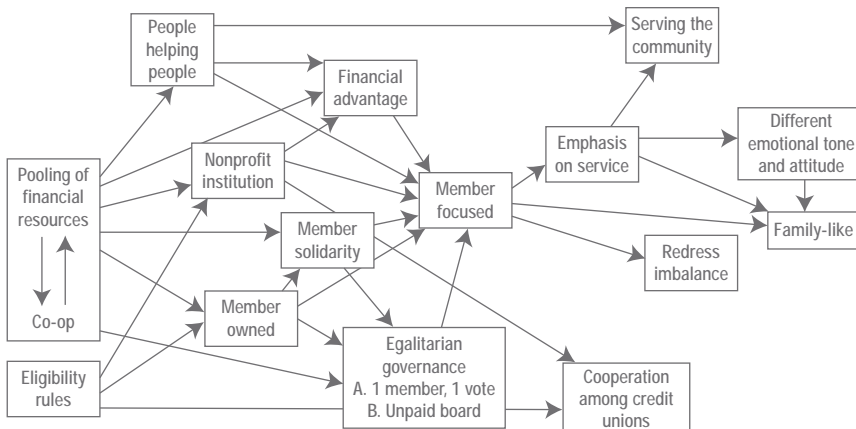 People
helping
people
Serving the
community
Financial
advantage
Different
emotional tone
and attitude
Emphasis
on service
Nonprofit
institution
Pooling of
financial
resources
Member
focused
Member
solidarity
Family-like
Redress
imbalance
Member
owned
Co-op
Egalitarian
governance
A. 1 member, 1 vote
B. Unpaid board
Eligibility
rules
Cooperation
among credit
unions